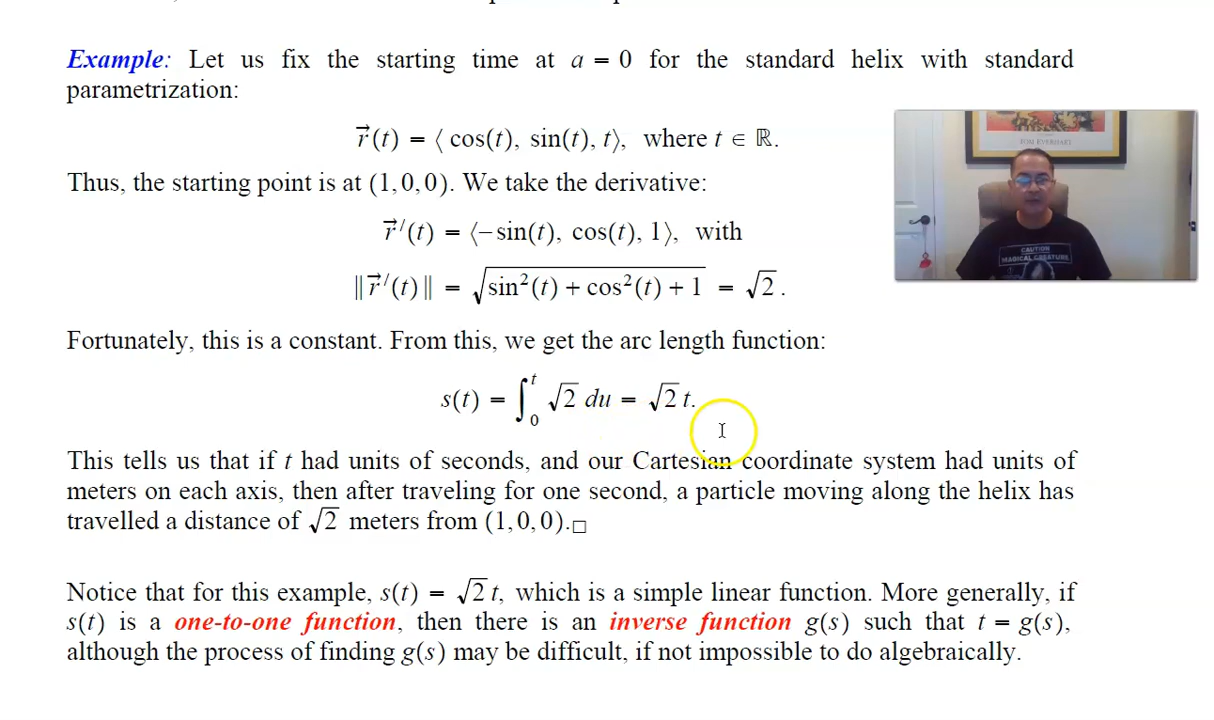 Example: Let us fix the starting time at a = 0 for the standard helix with standard
parametrization:
r⃗(t) = ⟨ cos(t), sin(t), t⟩, where t ∈ ℝ.
Thus, the starting point is at (1, 0, 0). We take the derivative:
r⃗ ′(t) = ⟨−sin(t), cos(t), 1⟩, with
‖r⃗ ′(t)‖ = √(sin²(t) + cos²(t) + 1) = √2.
Fortunately, this is a constant. From this, we get the arc length function:
s(t) = ∫₀ᵗ √2 du = √2 t.
This tells us that if t had units of seconds, and our Cartesian coordinate system had units of
meters on each axis, then after traveling for one second, a particle moving along the helix has
travelled a distance of √2 meters from (1, 0, 0).□
Notice that for this example, s(t) = √2 t, which is a simple linear function. More generally, if
s(t) is a one-to-one function, then there is an inverse function g(s) such that t = g(s),
although the process of finding g(s) may be difficult, if not impossible to do algebraically.
TOM EVERHART
CAUTION
MAGICAL CREATURE